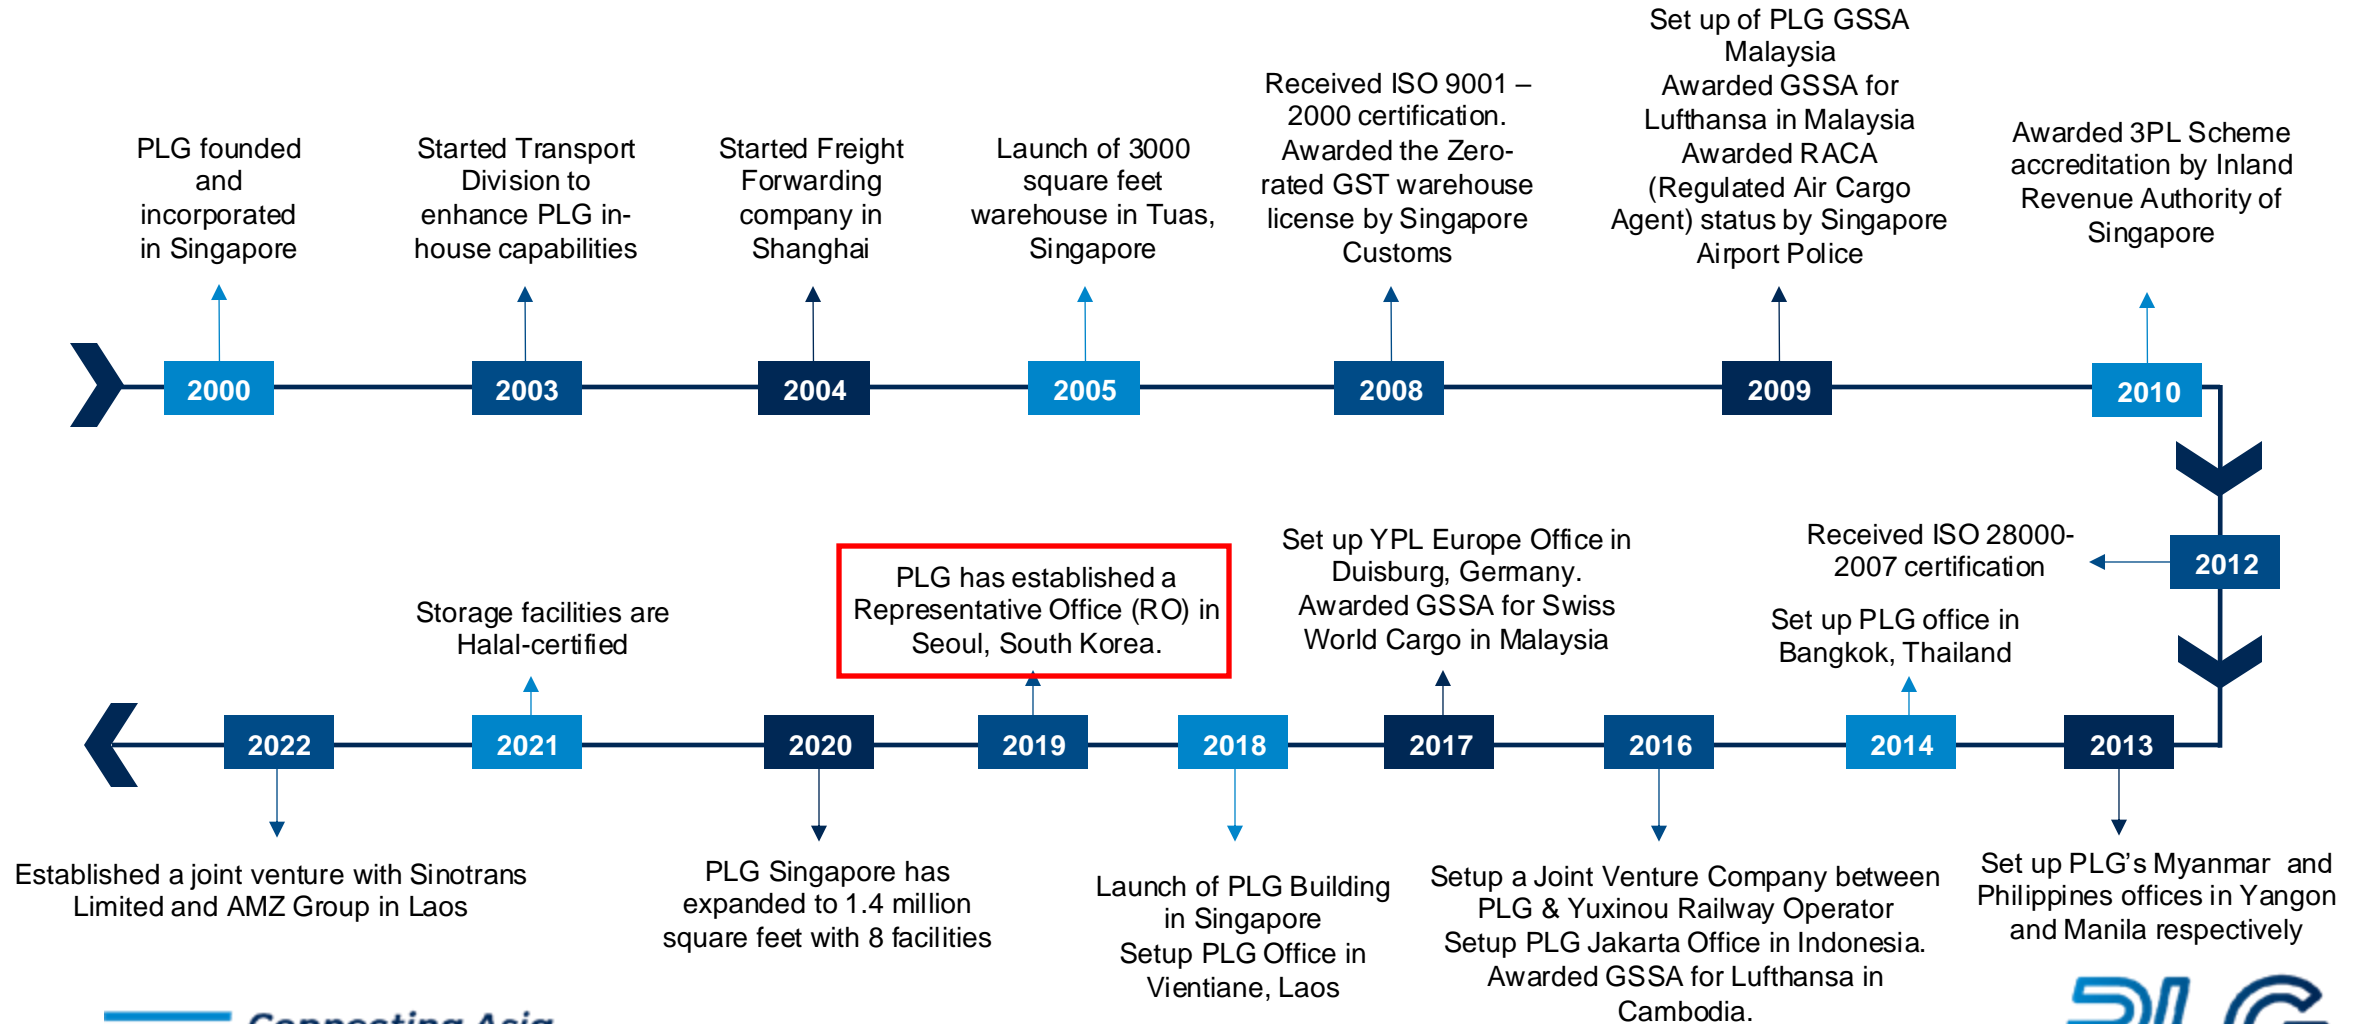 PLG founded
and
incorporated
in Singapore
Started Transport
Division to
enhance PLG in-
house capabilities
Started Freight
Forwarding
company in
Shanghai
Launch of 3000
square feet
warehouse in Tuas,
Singapore
Received ISO 9001 –
2000 certification.
Awarded the Zero-
rated GST warehouse
license by Singapore
Customs
Set up of PLG GSSA
Malaysia
Awarded GSSA for
Lufthansa in Malaysia
Awarded RACA
(Regulated Air Cargo
Agent) status by Singapore
Airport Police
Awarded 3PL Scheme
accreditation by Inland
Revenue Authority of
Singapore
2000
2003
2004
2005
2008
2009
2010
Received ISO 28000-
2007 certification
2012
Storage facilities are
Halal-certified
PLG has established a
Representative Office (RO) in
Seoul, South Korea.
Set up YPL Europe Office in
Duisburg, Germany.
Awarded GSSA for Swiss
World Cargo in Malaysia
Set up PLG office in
Bangkok, Thailand
2022
2021
2020
2019
2018
2017
2016
2014
2013
Established a joint venture with Sinotrans
Limited and AMZ Group in Laos
PLG Singapore has
expanded to 1.4 million
square feet with 8 facilities
Launch of PLG Building
in Singapore
Setup PLG Office in
Vientiane, Laos
Setup a Joint Venture Company between
PLG & Yuxinou Railway Operator
Setup PLG Jakarta Office in Indonesia.
Awarded GSSA for Lufthansa in
Cambodia.
Set up PLG’s Myanmar and
Philippines offices in Yangon
and Manila respectively
Connecting Asia
PLG